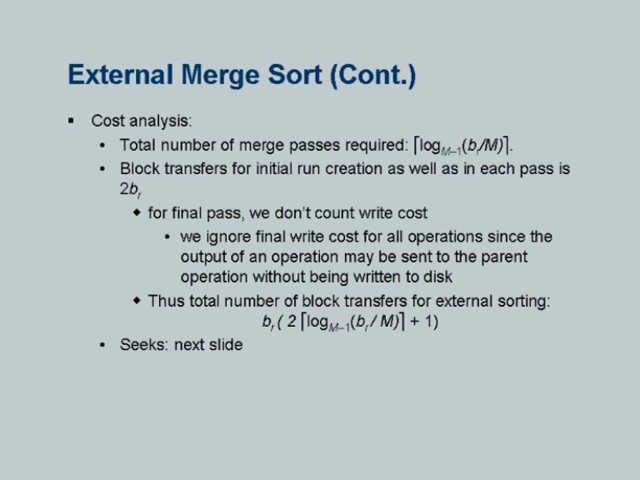 External Merge Sort (Cont.)
▪ Cost analysis:
• Total number of merge passes required: ⌈log_M–1(b_r/M)⌉.
• Block transfers for initial run creation as well as in each pass is
2b_r
◆ for final pass, we don't count write cost
• we ignore final write cost for all operations since the
output of an operation may be sent to the parent
operation without being written to disk
◆ Thus total number of block transfers for external sorting:
b_r ( 2 ⌈log_M–1(b_r / M)⌉ + 1)
• Seeks: next slide